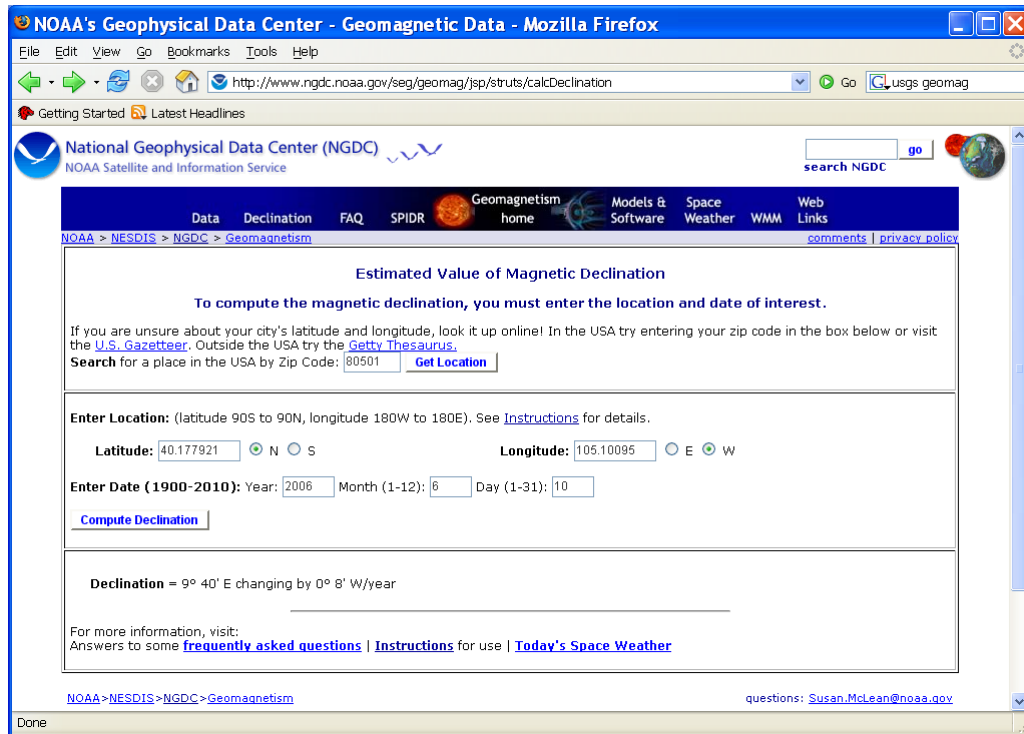 NOAA's Geophysical Data Center - Geomagnetic Data - Mozilla Firefox
File Edit View Go Bookmarks Tools Help
http://www.ngdc.noaa.gov/seg/geomag/jsp/struts/calcDeclination Go G usgs geomag
Getting Started Latest Headlines
National Geophysical Data Center (NGDC)
NOAA Satellite and Information Service
go
search NGDC
Data Declination FAQ SPIDR Geomagnetism home Models & Software Space Weather WMM Web Links
NOAA > NESDIS > NGDC > Geomagnetism comments | privacy policy
Estimated Value of Magnetic Declination
To compute the magnetic declination, you must enter the location and date of interest.
If you are unsure about your city's latitude and longitude, look it up online! In the USA try entering your zip code in the box below or visit
the U.S. Gazetteer. Outside the USA try the Getty Thesaurus.
Search for a place in the USA by Zip Code: 80501 Get Location
Enter Location: (latitude 90S to 90N, longitude 180W to 180E). See Instructions for details.
Latitude: 40.177921 N S Longitude: 105.10095 E W
Enter Date (1900-2010): Year: 2006 Month (1-12): 6 Day (1-31): 10
Compute Declination
Declination = 9º 40' E changing by 0º 8' W/year
For more information, visit:
Answers to some frequently asked questions | Instructions for use | Today's Space Weather
NOAA>NESDIS>NGDC>Geomagnetism questions: Susan.McLean@noaa.gov
Done